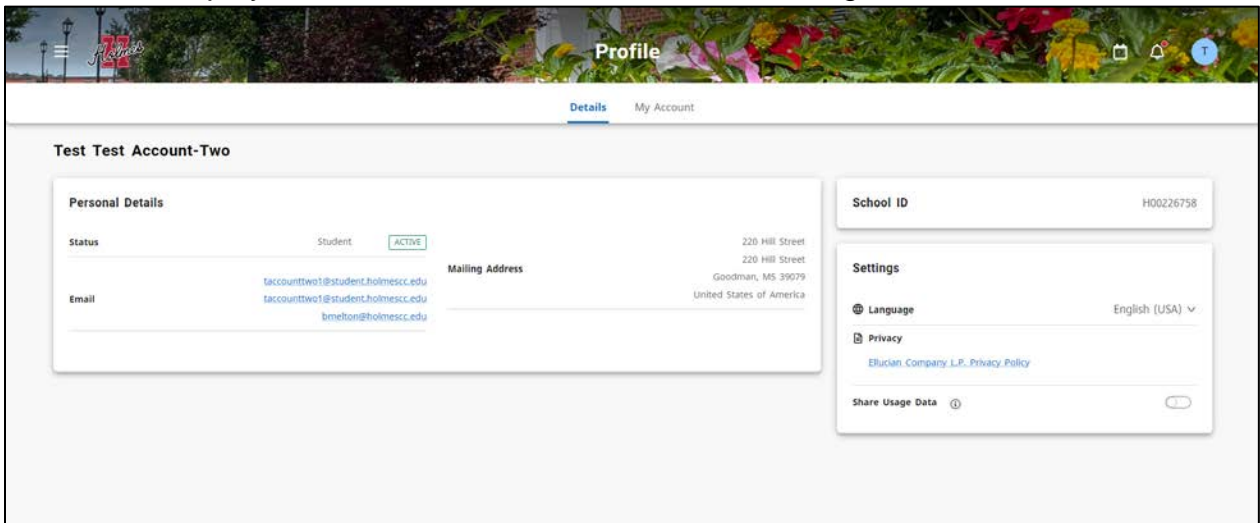 Holmes
Profile
T
Details My Account
Test Test Account-Two
Personal Details
Status Student ACTIVE
Email taccounttwo1@student.holmescc.edu
taccounttwo1@student.holmescc.edu
bmelton@holmescc.edu
Mailing Address 220 Hill Street
220 Hill Street
Goodman, MS 39079
United States of America
School ID H00226758
Settings
Language English (USA)
Privacy
Ellucian Company L.P. Privacy Policy
Share Usage Data